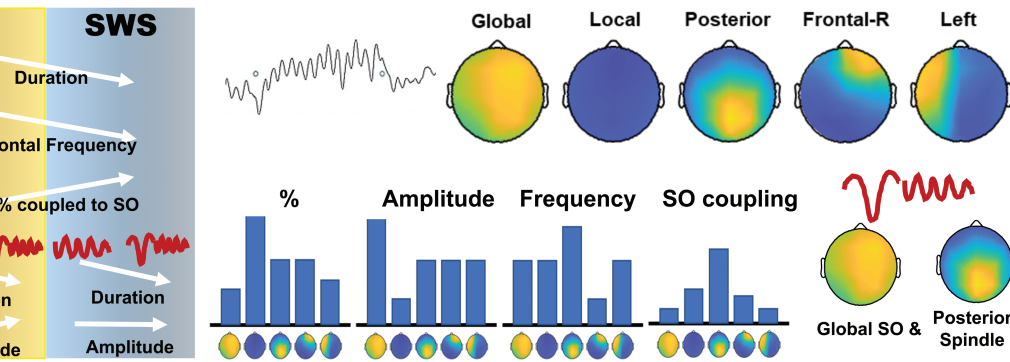 SWS
Duration
ontal Frequency
% coupled to SO
n
Duration
de
Amplitude
Global Local Posterior Frontal-R Left
% Amplitude Frequency SO coupling
Global SO &
Posterior
Spindle